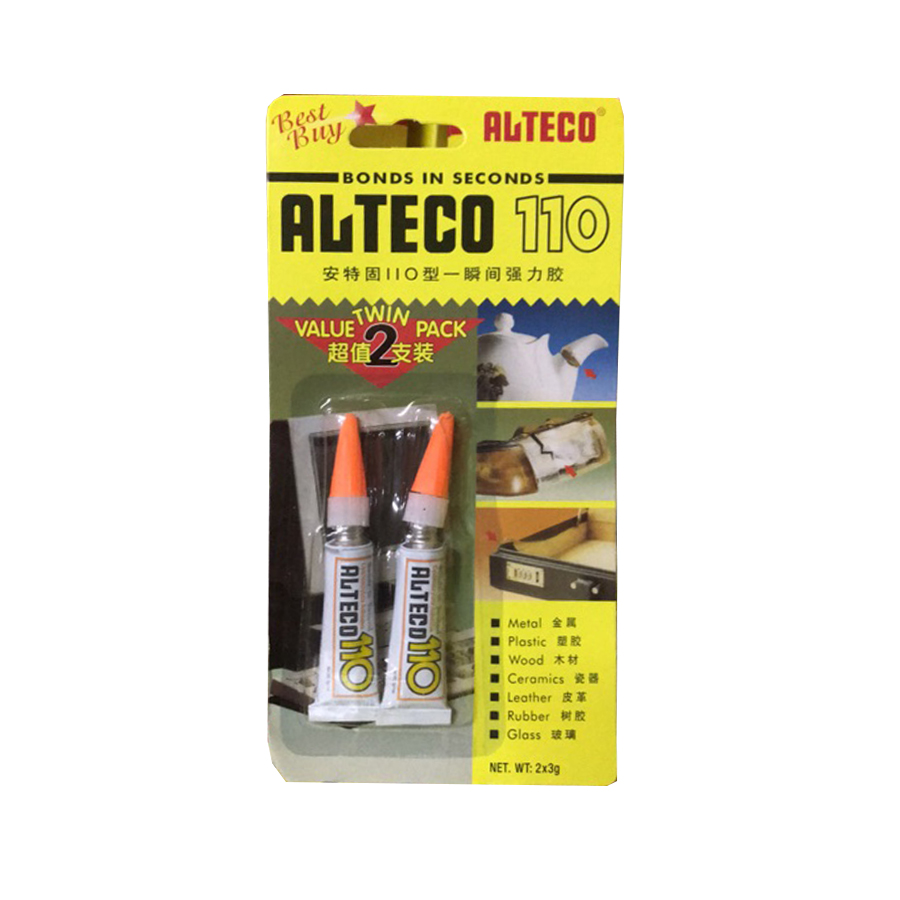 Best Buy
ALTECO®
BONDS IN SECONDS
ALTECO 110
安特固110型一瞬间强力胶
VALUE TWIN PACK
超值2支装
ALTECO 110
ALTECO 110
■ Metal 金属
■ Plastic 塑胶
■ Wood 木材
■ Ceramics 瓷器
■ Leather 皮革
■ Rubber 树胶
■ Glass 玻璃
NET. WT: 2x3g